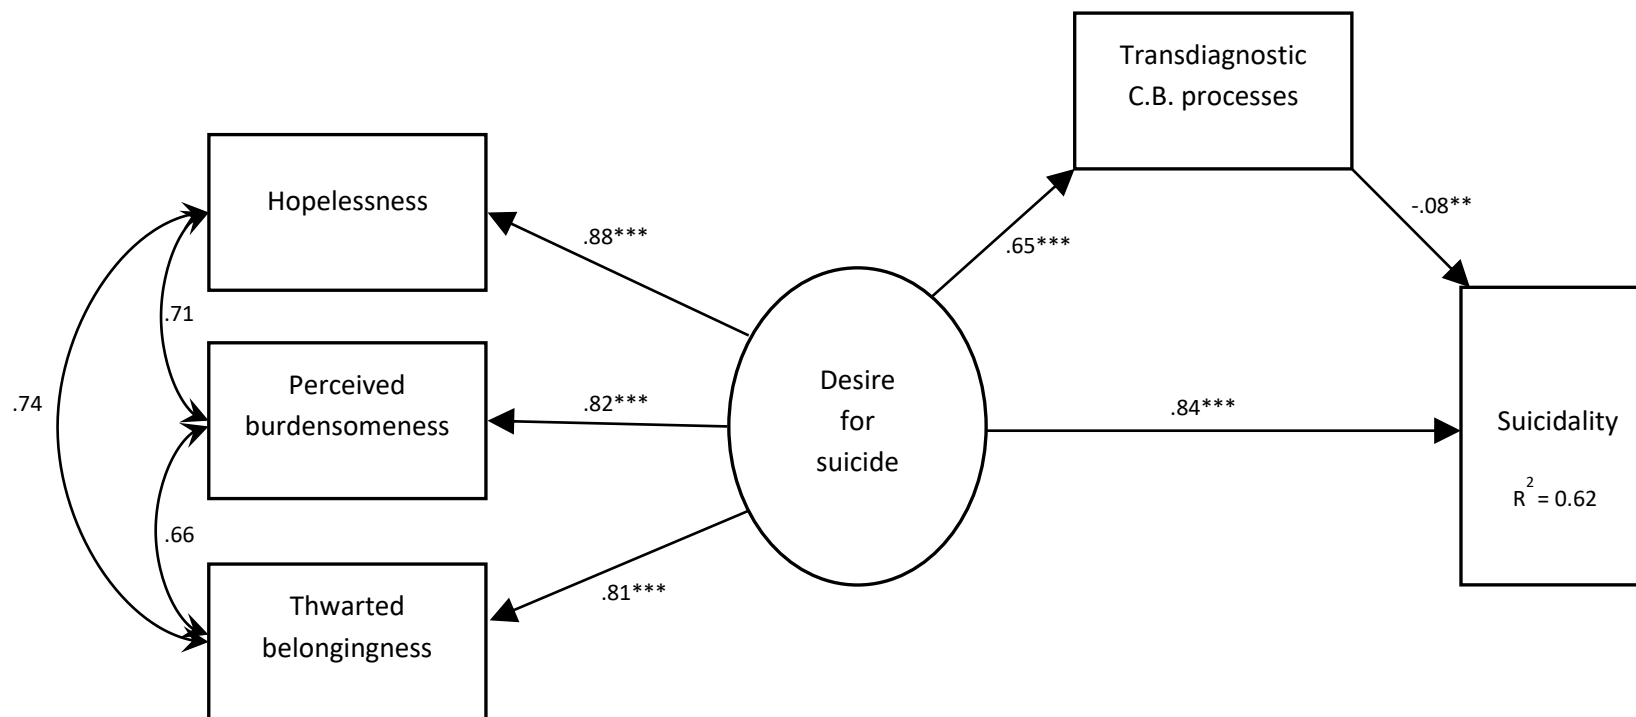 Transdiagnostic
C.B. processes
Hopelessness
-.08**
.88***
.65***
.71
Perceived
burdensomeness
.74
.82***
Desire
for
suicide
.84***
Suicidality
R² = 0.62
.66
Thwarted
belongingness
.81***